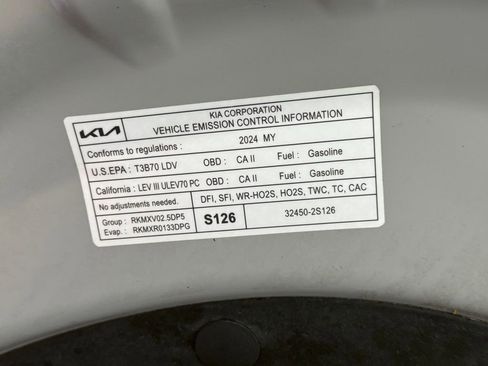 KIA CORPORATION
KIA VEHICLE EMISSION CONTROL INFORMATION
Conforms to regulations : 2024 MY
U.S.EPA : T3B70 LDV OBD : CA II Fuel : Gasoline
California : LEV III ULEV70 PC OBD : CA II Fuel : Gasoline
No adjustments needed. DFI, SFI, WR-HO2S, HO2S, TWC, TC, CAC
Group : RKMXV02.5DP5 S126 32450-2S126
Evap. : RKMXR0133DPG